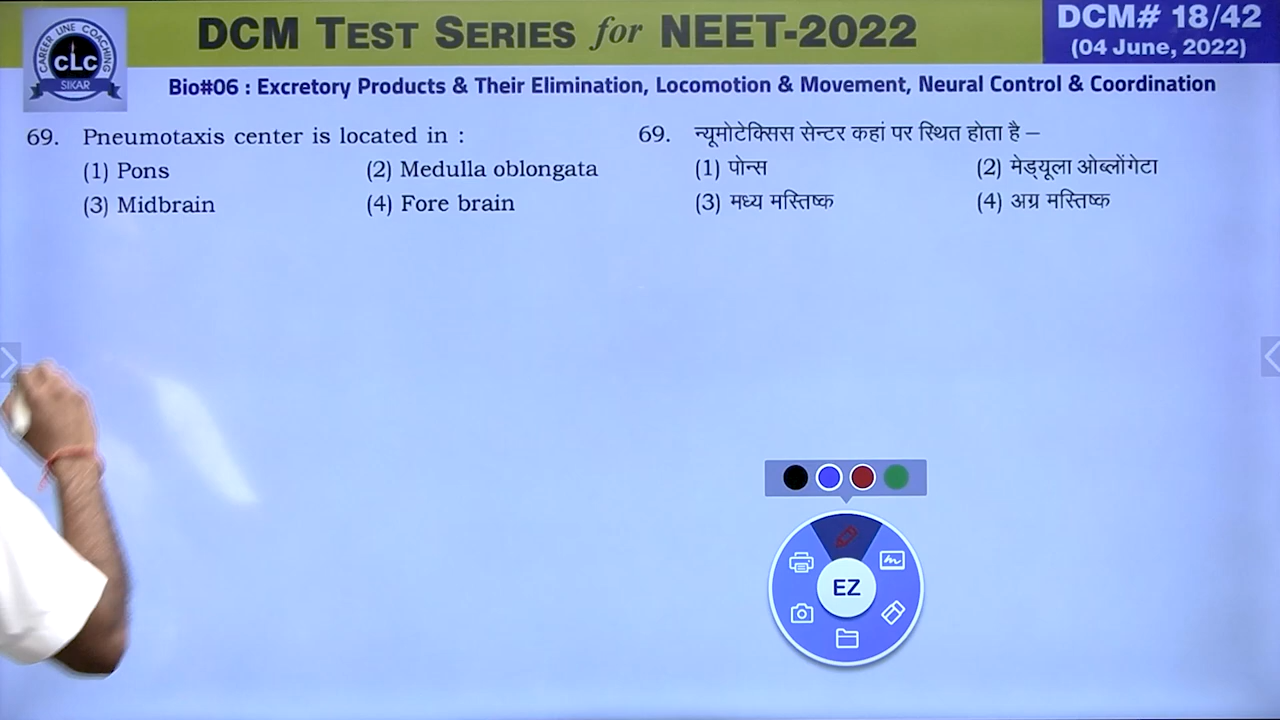 DCM TEST SERIES for NEET-2022
DCM# 18/42
(04 June, 2022)
CAREER LINE COACHING
CLC
SIKAR
Bio#06 : Excretory Products & Their Elimination, Locomotion & Movement, Neural Control & Coordination
69. Pneumotaxis center is located in :
(1) Pons (2) Medulla oblongata
(3) Midbrain (4) Fore brain
69. न्यूमोटेक्सिस सेन्टर कहां पर स्थित होता है –
(1) पोन्स (2) मेड्यूला ओब्लोंगेटा
(3) मध्य मस्तिष्क (4) अग्र मस्तिष्क
EZ